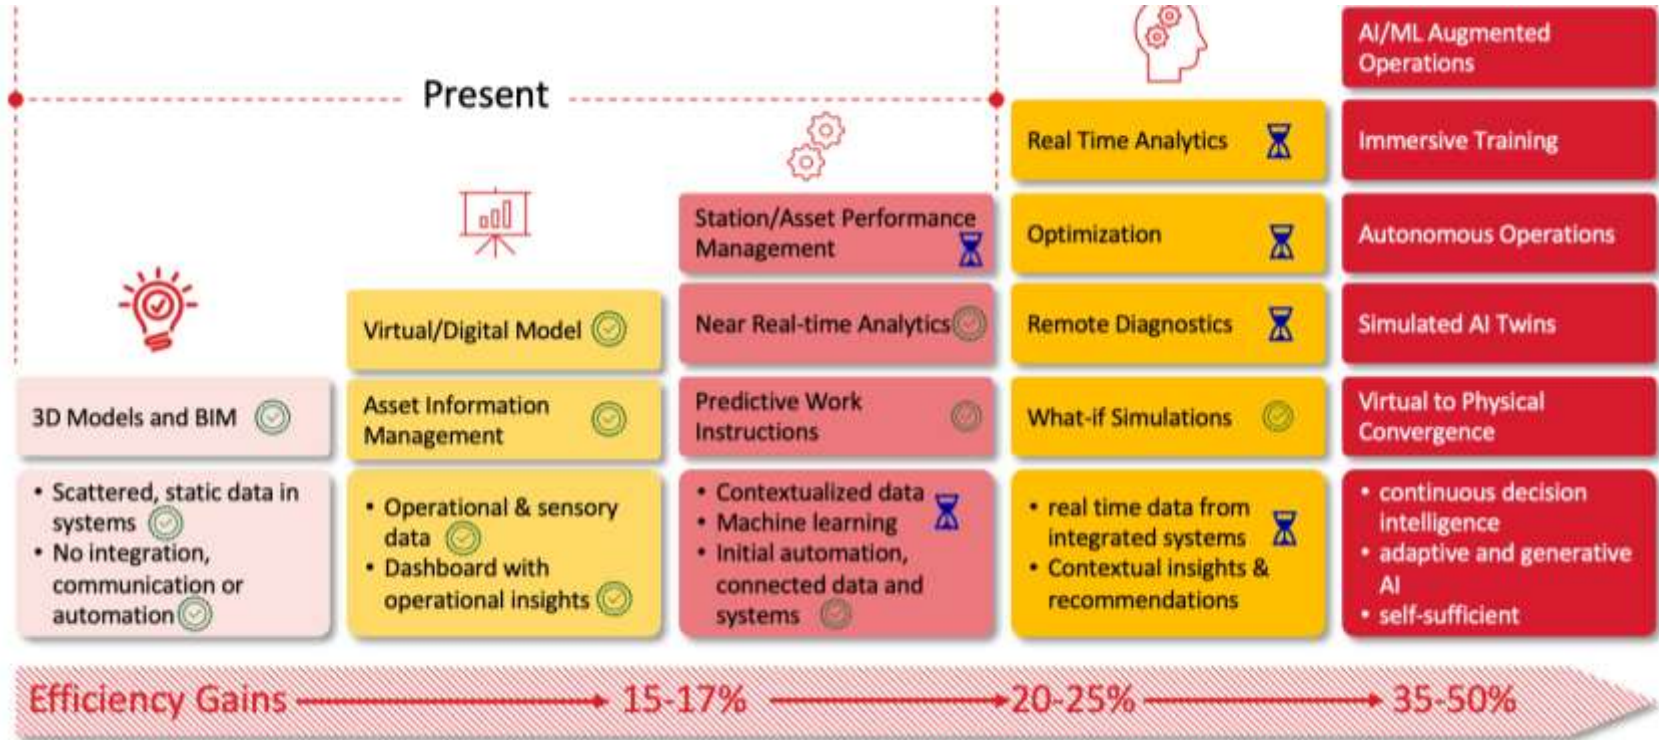 Present
3D Models and BIM
• Scattered, static data in
systems
• No integration,
communication or
automation
Virtual/Digital Model
Asset Information
Management
• Operational & sensory
data
• Dashboard with
operational insights
Station/Asset Performance
Management
Near Real-time Analytics
Predictive Work
Instructions
• Contextualized data
• Machine learning
• Initial automation,
connected data and
systems
Real Time Analytics
Optimization
Remote Diagnostics
What-if Simulations
• real time data from
integrated systems
• Contextual insights &
recommendations
AI/ML Augmented
Operations
Immersive Training
Autonomous Operations
Simulated AI Twins
Virtual to Physical
Convergence
• continuous decision
intelligence
• adaptive and generative
AI
• self-sufficient
Efficiency Gains 15-17% 20-25% 35-50%